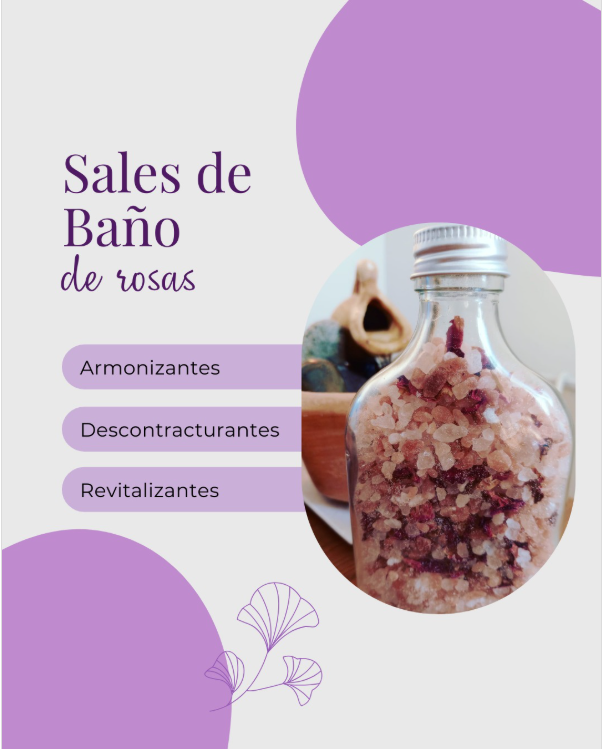 Sales de
Baño
de rosas
Armonizantes
Descontracturantes
Revitalizantes